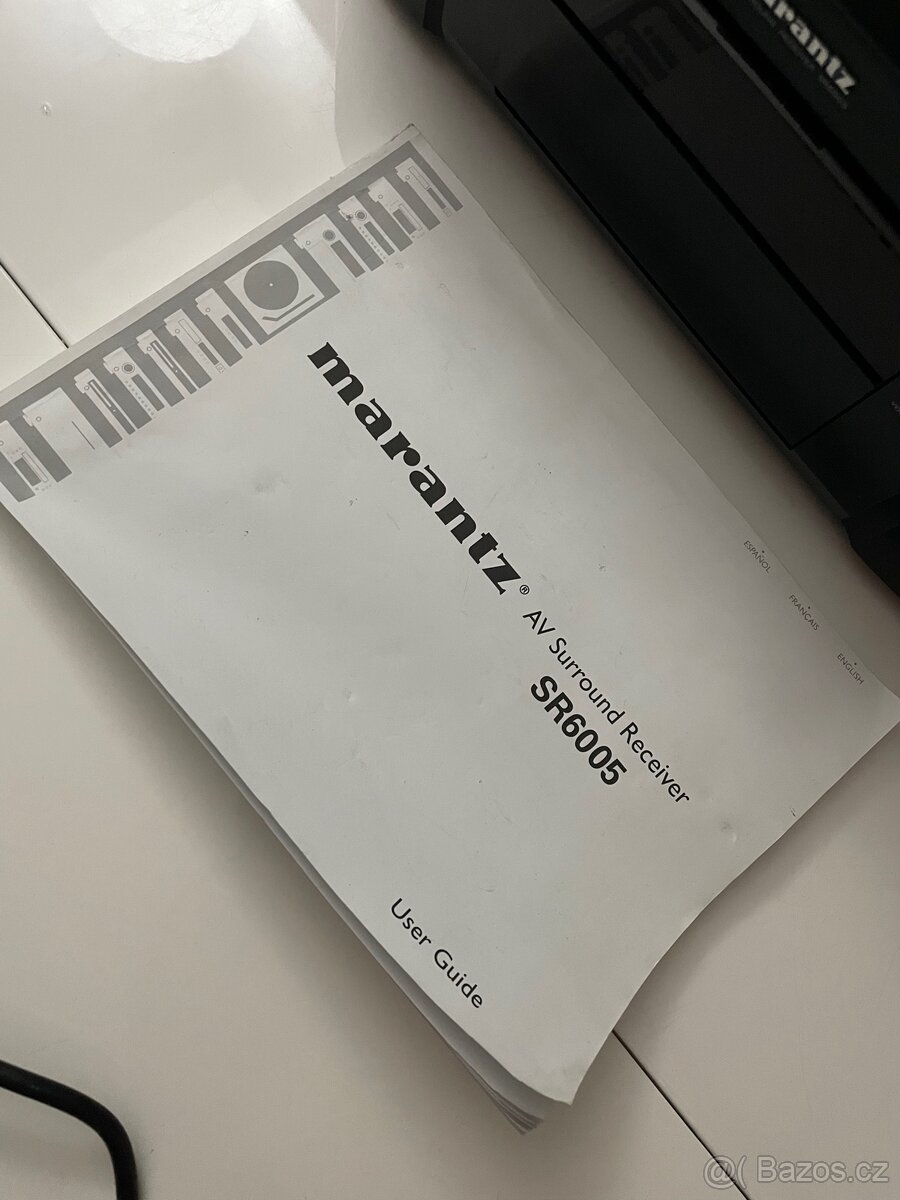 marantz
marantz®
AV Surround Receiver
SR6005
User Guide
ESPAÑOL
FRANÇAIS
ENGLISH
@( Bazos.cz